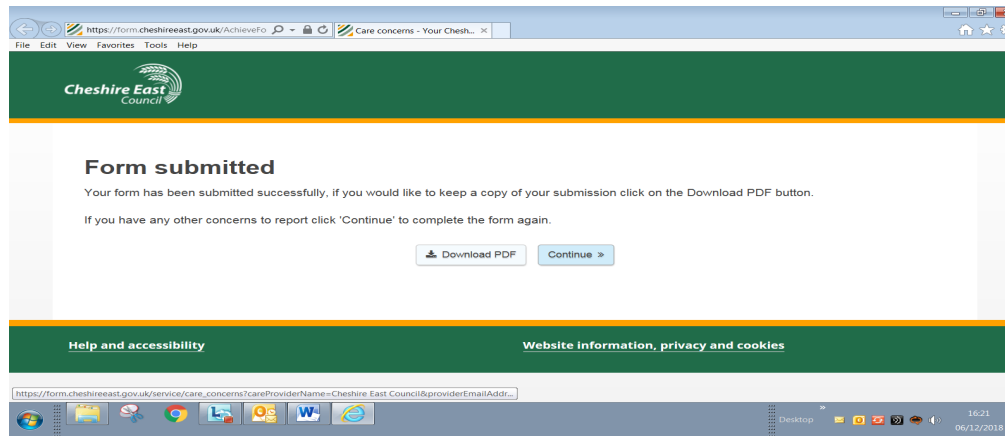 https://form.cheshireeast.gov.uk/AchieveFo
Care concerns - Your Chesh...
File Edit View Favorites Tools Help
Cheshire East
Council
Form submitted
Your form has been submitted successfully, if you would like to keep a copy of your submission click on the Download PDF button.
If you have any other concerns to report click 'Continue' to complete the form again.
Download PDF Continue »
Help and accessibility Website information, privacy and cookies
https://form.cheshireeast.gov.uk/service/care_concerns?careProviderName=Cheshire East Council&providerEmailAddr...
Desktop » 16:21
06/12/2018